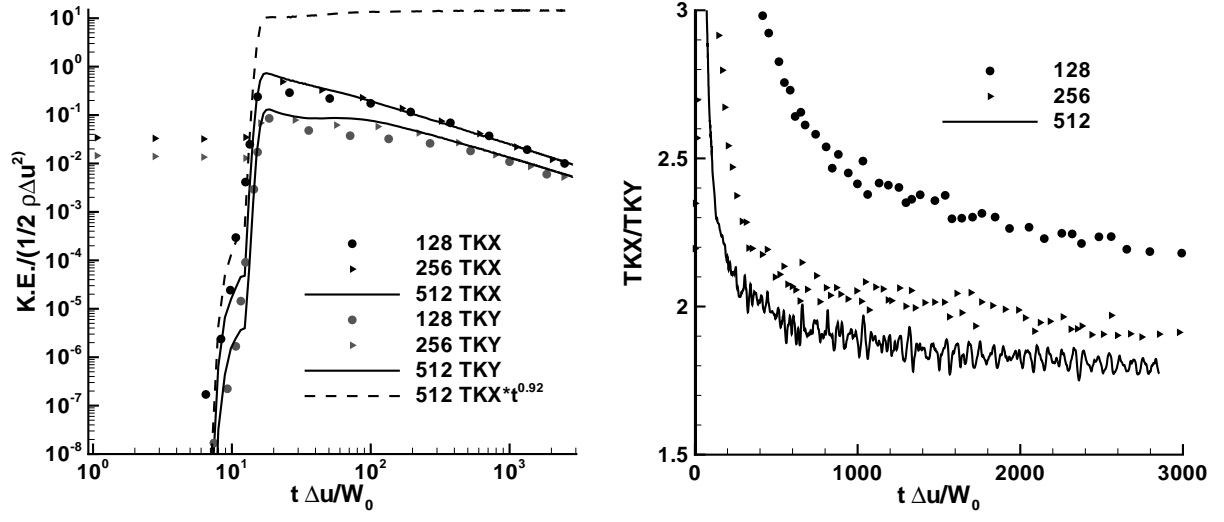 K.E./(1/2 ρΔu²)
10¹
10⁰
10⁻¹
10⁻²
10⁻³
10⁻⁴
10⁻⁵
10⁻⁶
10⁻⁷
10⁻⁸
128 TKX
256 TKX
512 TKX
128 TKY
256 TKY
512 TKY
512 TKX*t⁰·⁹²
10⁰
10¹
10²
10³
t Δu/W₀
TKX/TKY
3
2.5
2
1.5
128
256
512
0
1000
2000
3000
t Δu/W₀